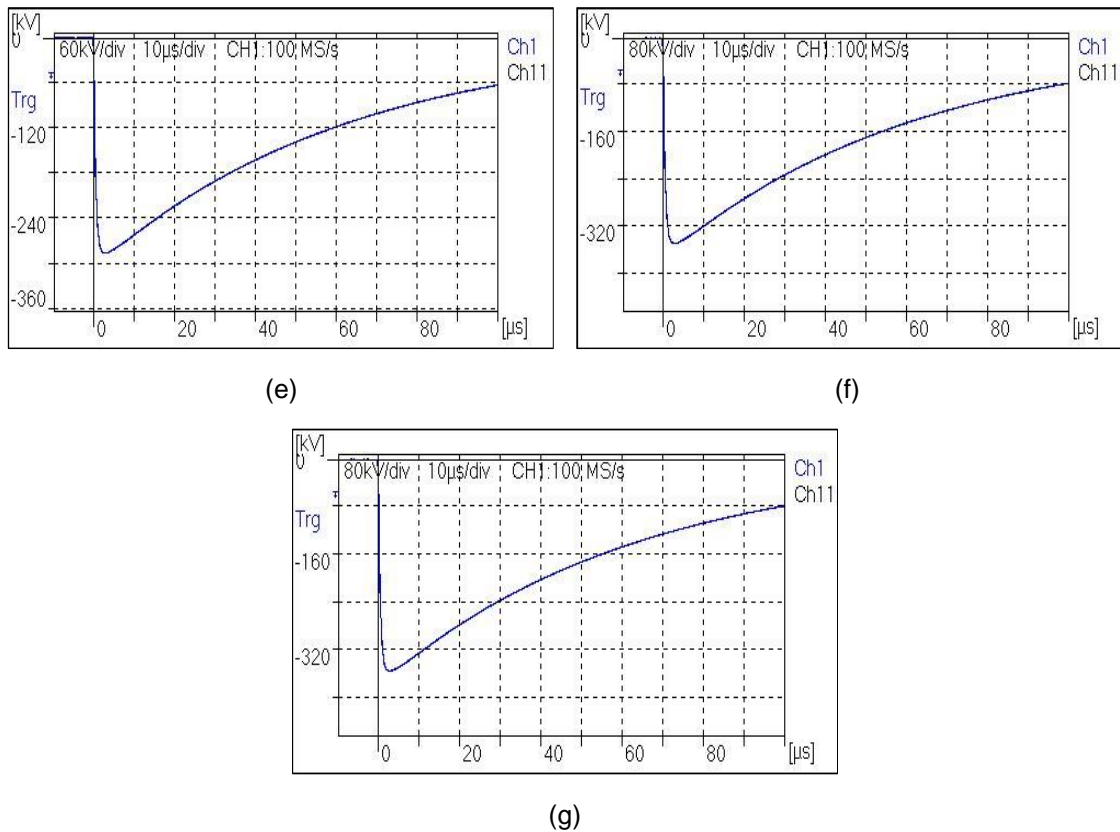 [kV]
0
60kV/div 10µs/div CH1:100 MS/s
Ch1
Ch11
Trg
-120
-240
-360
0 20 40 60 80 [µs]
(e)
[kV]
0
80kV/div 10µs/div CH1:100 MS/s
Ch1
Ch11
Trg
-160
-320
0 20 40 60 80 [µs]
(f)
[kV]
0
80kV/div 10µs/div CH1:100 MS/s
Ch1
Ch11
Trg
-160
-320
0 20 40 60 80 [µs]
(g)